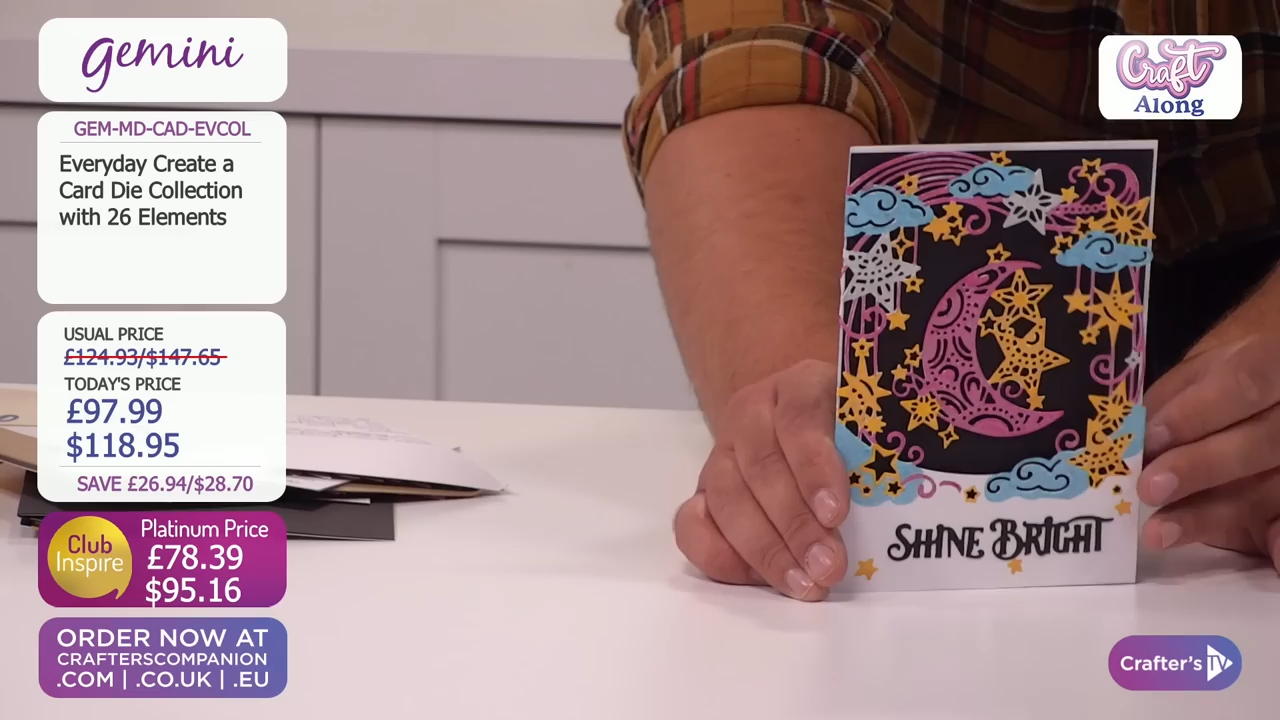 gemini
GEM-MD-CAD-EVCOL
Everyday Create a
Card Die Collection
with 26 Elements
USUAL PRICE
£124.93/$147.65
TODAY'S PRICE
£97.99
$118.95
SAVE £26.94/$28.70
Club
Inspire
Platinum Price
£78.39
$95.16
ORDER NOW AT
CRAFTERSCOMPANION
.COM | .CO.UK | .EU
Craft
Along
SHINE BRIGHT
Crafter's TV